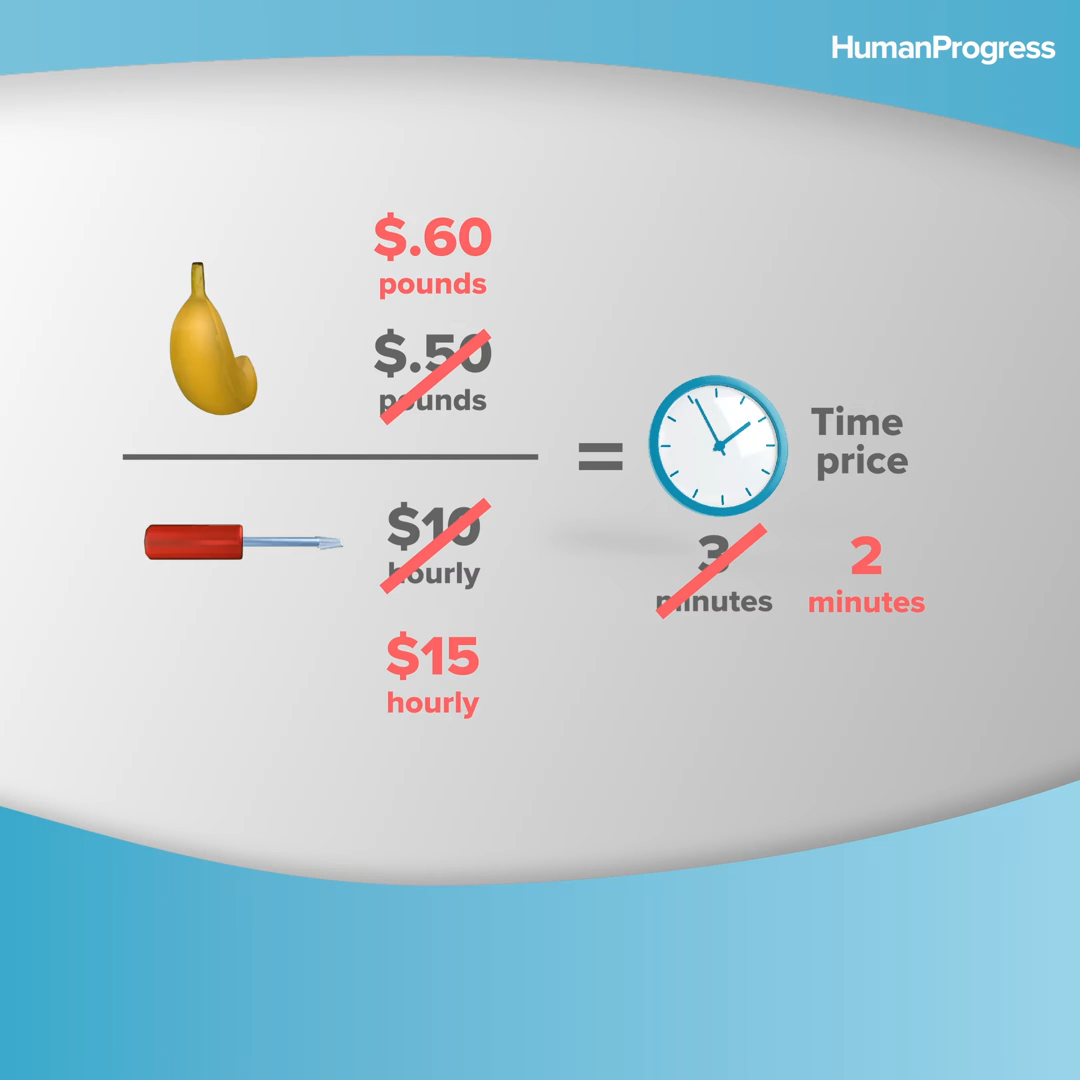 HumanProgress
$.60
pounds
$.50
pounds
$10
hourly
$15
hourly
Time
price
3
minutes
2
minutes